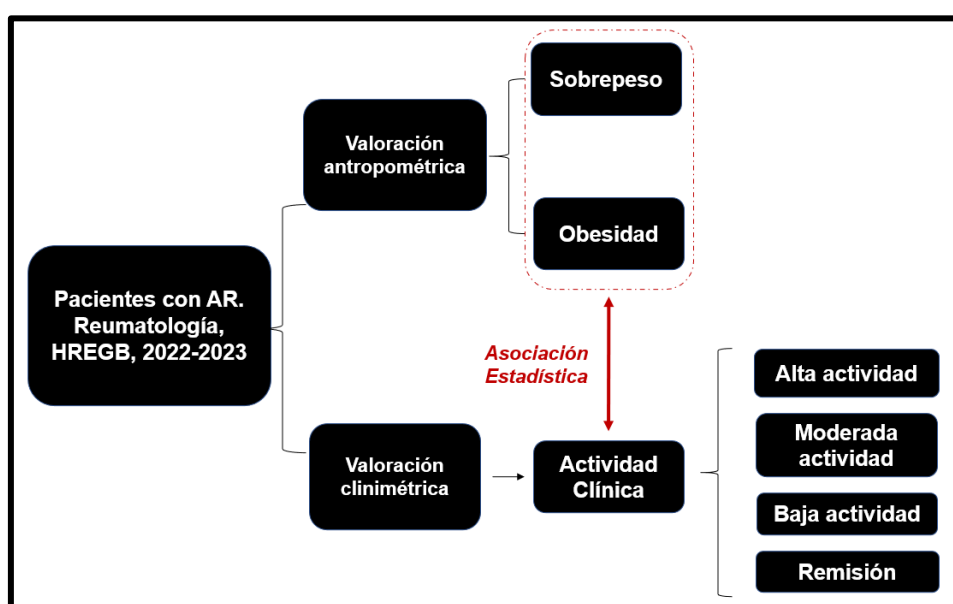 Sobrepeso
Valoración
antropométrica
Obesidad
Pacientes con AR.
Reumatología,
HREGB, 2022-2023
Asociación
Estadística
Alta actividad
Moderada
actividad
Valoración
clinimétrica
Actividad
Clínica
Baja actividad
Remisión